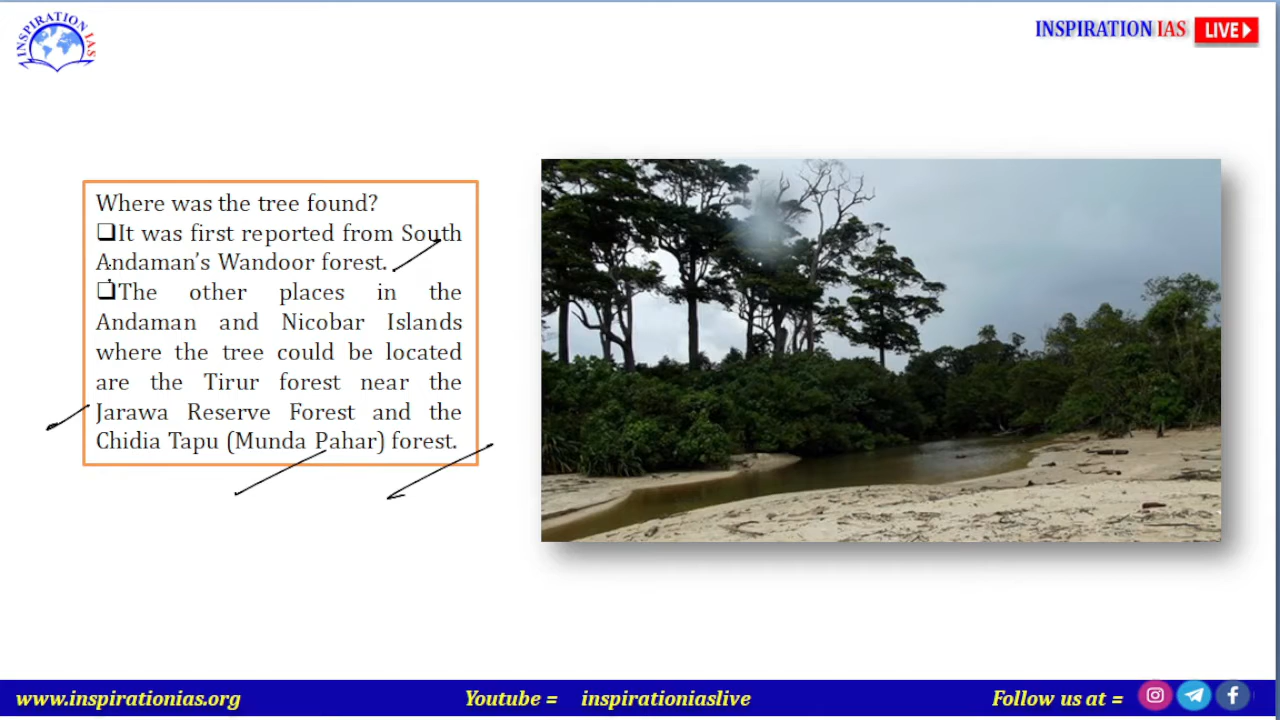 INSPIRATION IAS
INSPIRATION IAS LIVE
Where was the tree found?
❑It was first reported from South
Andaman's Wandoor forest.
❑The other places in the
Andaman and Nicobar Islands
where the tree could be located
are the Tirur forest near the
Jarawa Reserve Forest and the
Chidia Tapu (Munda Pahar) forest.
www.inspirationias.org
Youtube = inspirationiaslive
Follow us at =